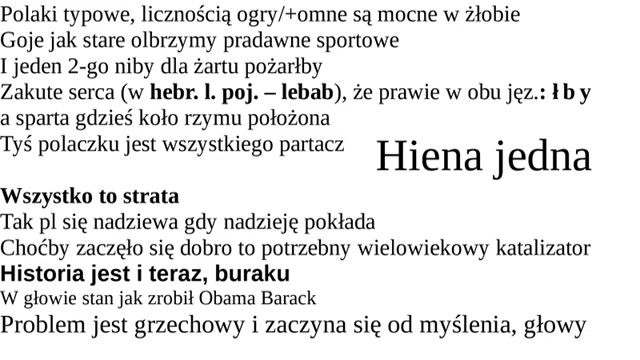 Polaki typowe, licznością ogry/+omne są mocne w żłobie
Goje jak stare olbrzymy pradawne sportowe
I jeden 2-go niby dla żartu pożarłby
Zakute serca (w hebr. l. poj. – lebab), że prawie w obu jęz.: ł b y
a sparta gdzieś koło rzymu położona
Tyś polaczku jest wszystkiego partacz
Hiena jedna
Wszystko to strata
Tak pl się nadziewa gdy nadzieję pokłada
Choćby zaczęło się dobro to potrzebny wielowiekowy katalizator
Historia jest i teraz, buraku
W głowie stan jak zrobił Obama Barack
Problem jest grzechowy i zaczyna się od myślenia, głowy